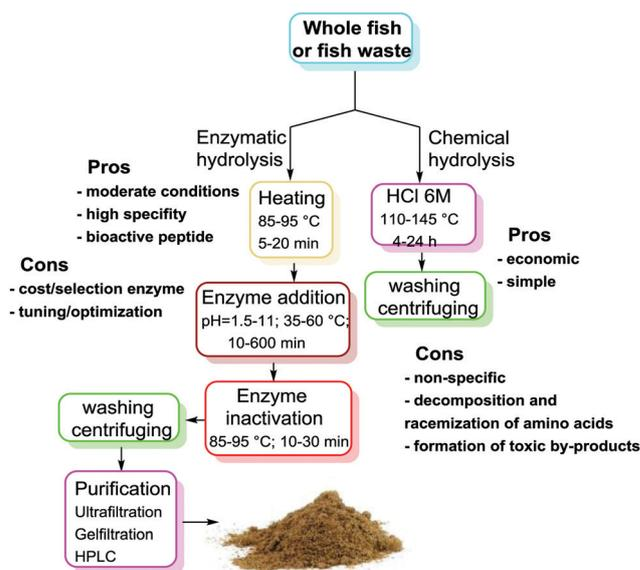 Whole fish
or fish waste
Enzymatic
hydrolysis
Chemical
hydrolysis
Pros
- moderate conditions
- high specifity
- bioactive peptide
Cons
- cost/selection enzyme
- tuning/optimization
Heating
85-95 °C
5-20 min
HCl 6M
110-145 °C
4-24 h
Pros
- economic
- simple
washing
centrifuging
Enzyme addition
pH=1.5-11; 35-60 °C;
10-600 min
Cons
- non-specific
- decomposition and
racemization of amino acids
- formation of toxic by-products
Enzyme
inactivation
85-95 °C; 10-30 min
washing
centrifuging
Purification
Ultrafiltration
Gelfiltration
HPLC